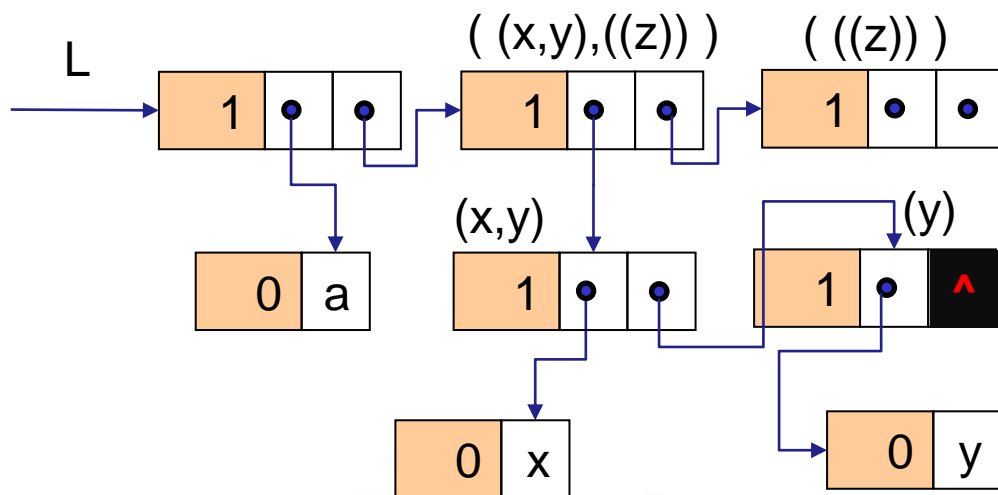 ( (x,y),((z)) )
( ((z)) )
L
1
1
1
(x,y)
(y)
0 a
1
1 ^
0 x
0 y